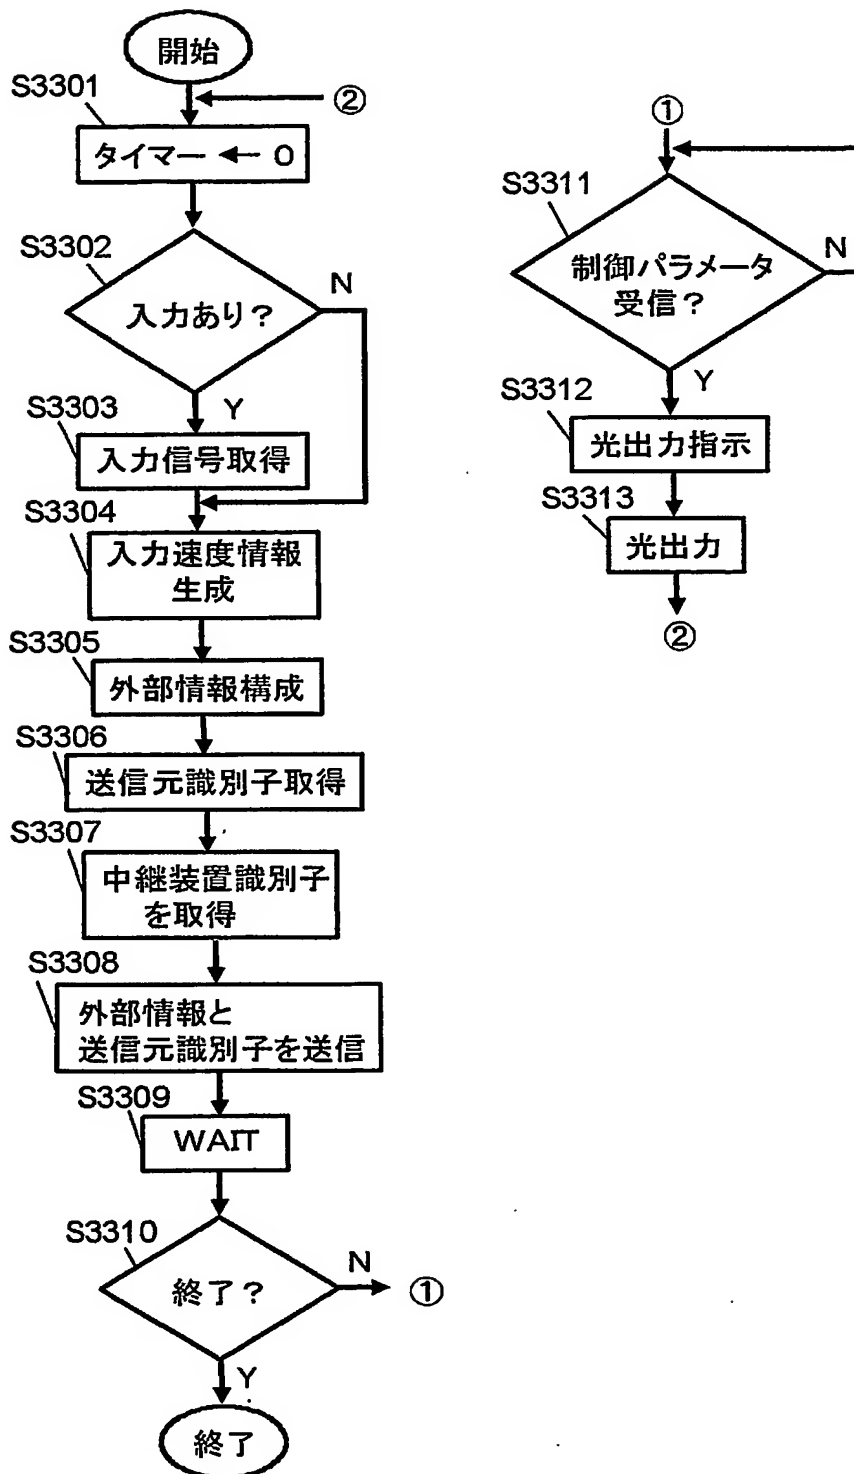 開始
S3301
②
タイマー ← 0
S3302
入力あり?
N
Y
S3303
入力信号取得
S3304
入力速度情報
生成
S3305
外部情報構成
S3306
送信元識別子取得
S3307
中継装置識別子
を取得
S3308
外部情報と
送信元識別子を送信
S3309
WAIT
S3310
終了?
N
①
Y
終了
①
S3311
制御パラメータ
受信?
N
Y
S3312
光出力指示
S3313
光出力
②